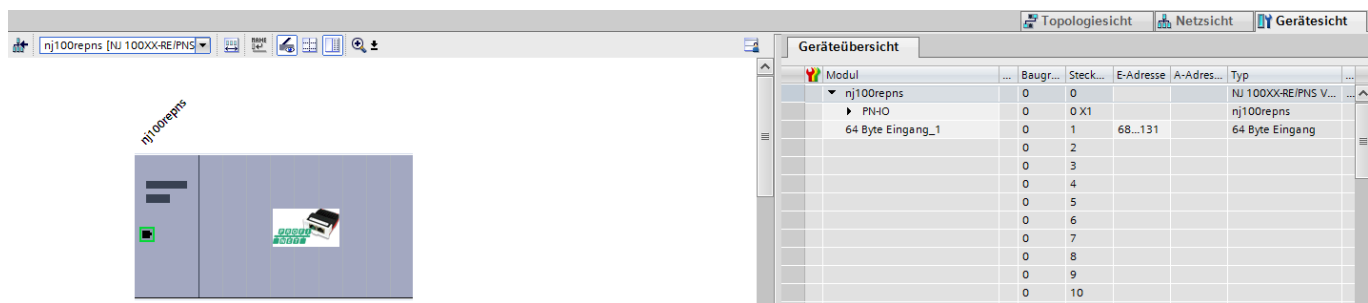 Topologiesicht Netzsicht Gerätesicht
nj100repns [NJ 100XX-RE/PNS
Geräteübersicht
Modul ... Baugr... Steck... E-Adresse A-Adres... Typ ...
nj100repns 0 0 NJ 100XX-RE/PNS V... ...
PN-IO 0 0 X1 nj100repns
64 Byte Eingang_1 0 1 68...131 64 Byte Eingang
0 2
0 3
0 4
0 5
0 6
0 7
0 8
0 9
0 10
nj100repns
PROFI
NET